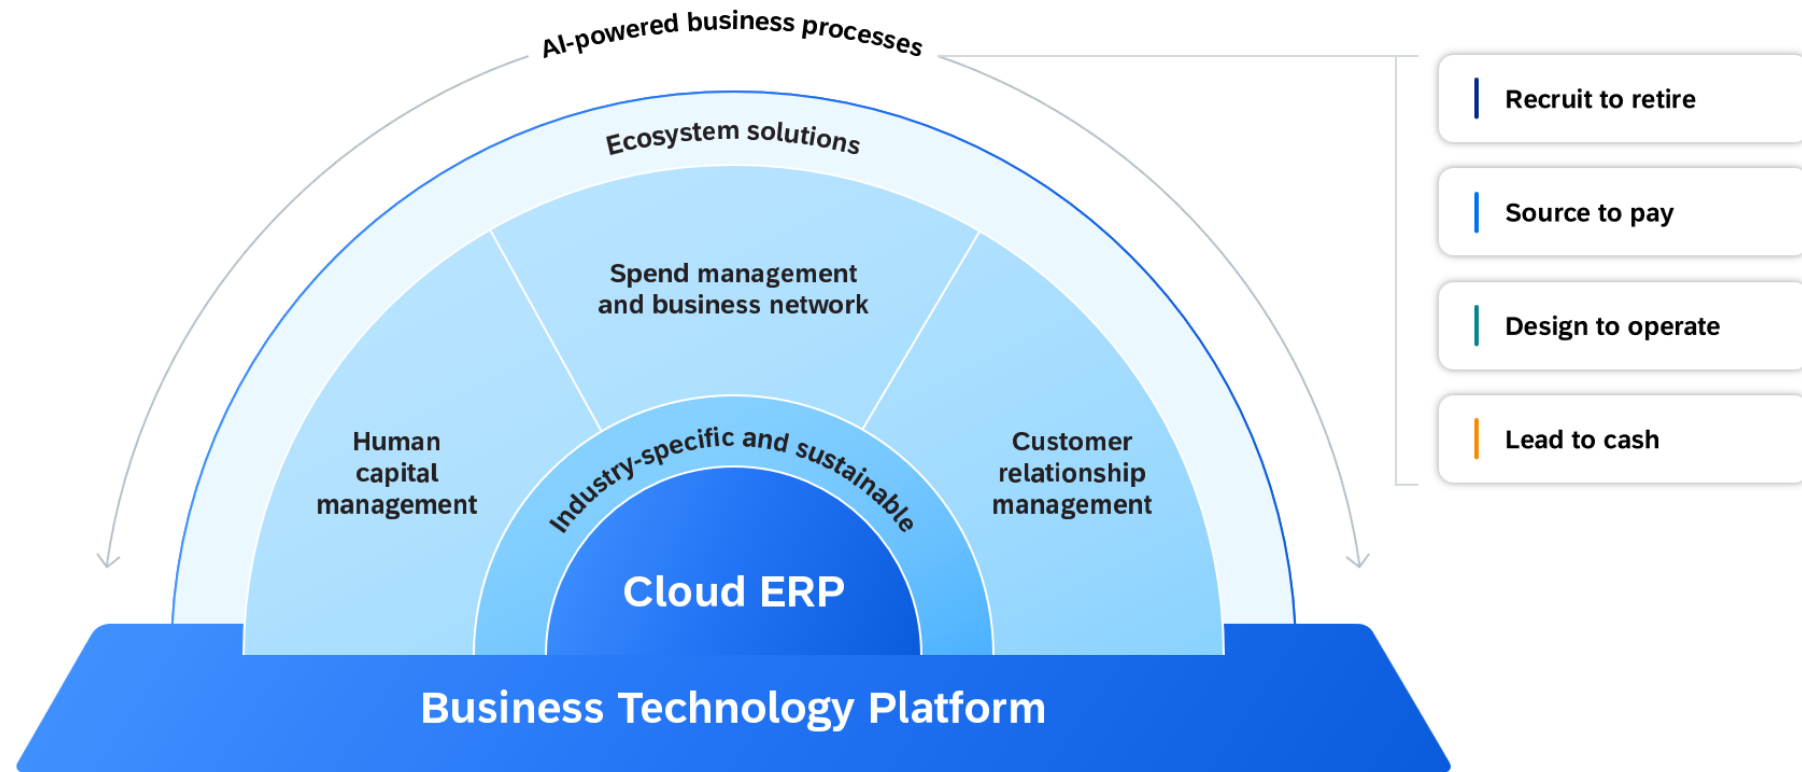 AI-powered business processes
Ecosystem solutions
Spend management
and business network
Human
capital
management
Customer
relationship
management
Industry-specific and sustainable
Cloud ERP
Business Technology Platform
Recruit to retire
Source to pay
Design to operate
Lead to cash